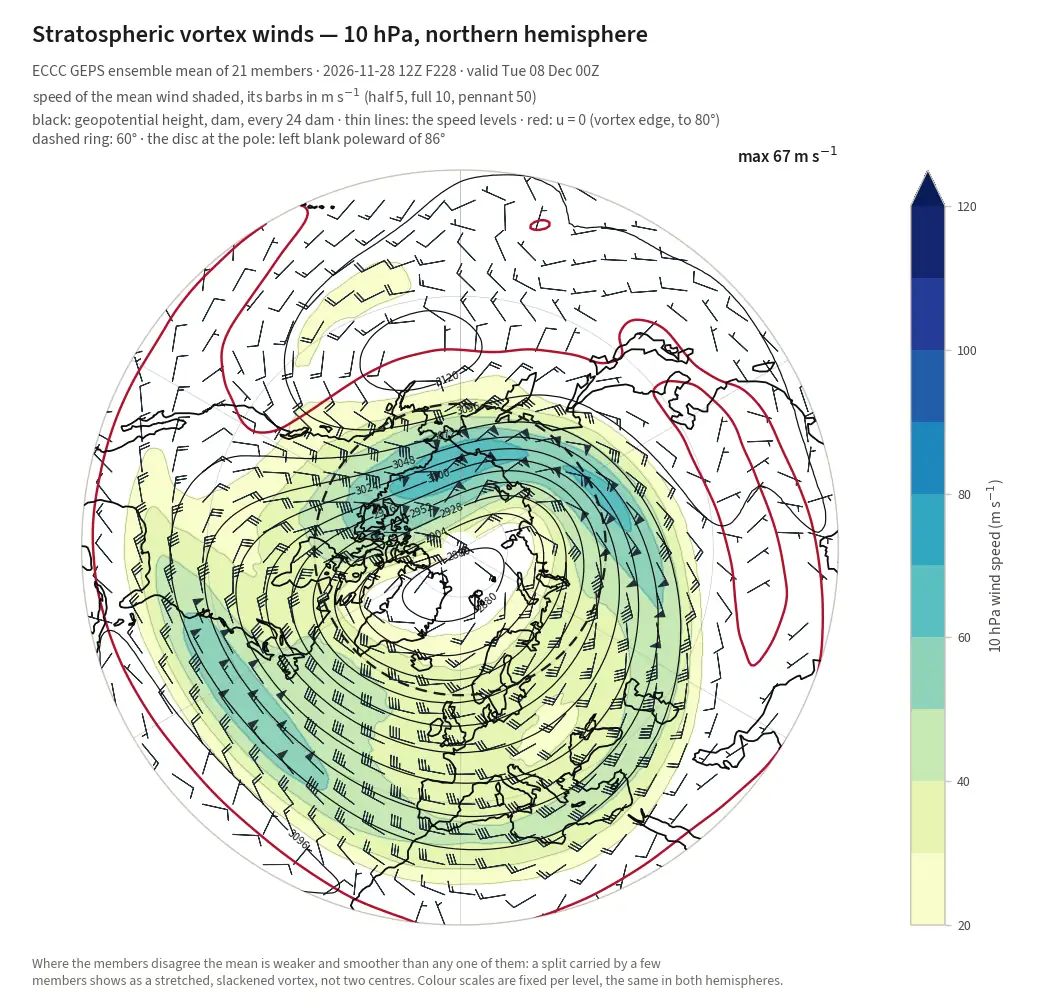 Stratospheric vortex winds — 10 hPa, northern hemisphere
ECCC GEPS ensemble mean of 21 members · 2026-11-28 12Z F228 · valid Tue 08 Dec 00Z
speed of the mean wind shaded, its barbs in m s⁻¹ (half 5, full 10, pennant 50)
black: geopotential height, dam, every 24 dam · thin lines: the speed levels · red: u = 0 (vortex edge, to 80°)
dashed ring: 60° · the disc at the pole: left blank poleward of 86°
max 67 m s⁻¹
120
100
80
60
40
20
10 hPa wind speed (m s⁻¹)
3120
3048
2928
3096
Where the members disagree the mean is weaker and smoother than any one of them: a split carried by a few
members shows as a stretched, slackened vortex, not two centres. Colour scales are fixed per level, the same in both hemispheres.